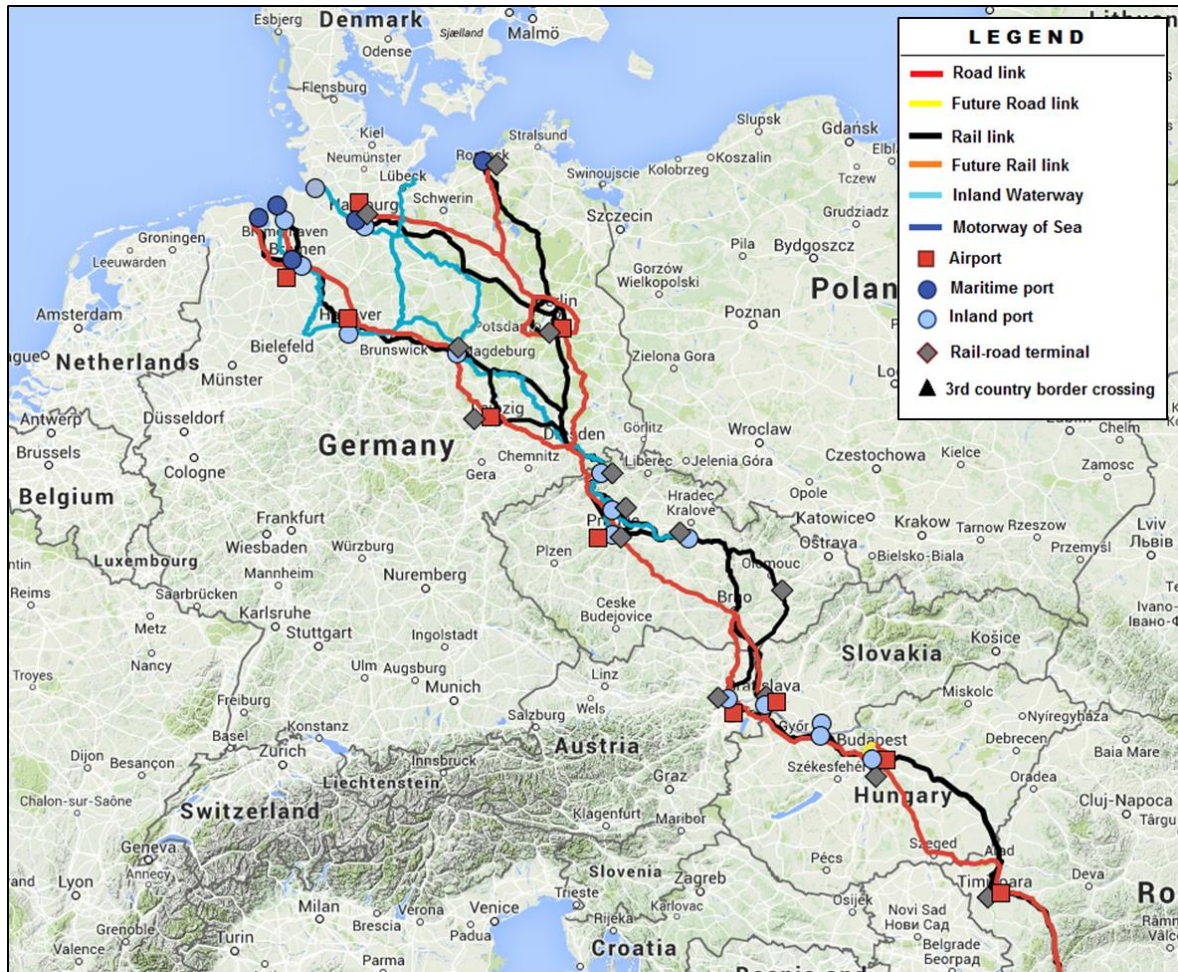 LEGEND
Road link
Future Road link
Rail link
Future Rail link
Inland Waterway
Motorway of Sea
Airport
Maritime port
Inland port
Rail-road terminal
3rd country border crossing
Esbjerg
Denmark
Malmö
Odense
Sjælland
Flensburg
Kiel
Stralsund
Neumünster
Lübeck
Schwerin
Słupsk
Gdańsk
Koszalin
Kolobrzeg
Tczew
Swinoujscie
Grudziadz
Szczecin
Groningen
Leeuwarden
Bydgoszcz
Pila
Gorzów
Wielkopolski
Amsterdam
Netherlands
Bielefeld
Brunswick
Münster
Poznan
Zielona Gora
Antwerp
Düsseldorf
Brussels
Cologne
Germany
Belgium
Chemnitz
Gera
Görlitz
Liberec
Jelenia Góra
Wroclaw
Czestochowa
Kielce
Lublin
Chelm
Zamosc
Opole
Hradec
Kralove
Katowice
Krakow
Tarnow
Rzeszow
Lviv
Львів
Ostrava
Bielsko-Biala
Przemyśl
Frankfurt
Wiesbaden
Würzburg
Luxembourg
Mannheim
Nuremberg
Plzen
Olomouc
Reims
Saarbrücken
Metz
Karlsruhe
Stuttgart
Ingolstadt
Ceske
Budejovice
Brno
Nancy
Košice
Slovakia
Troyes
Ulm
Augsburg
Munich
Linz
Wels
Miskolc
Nyíregyháza
Freiburg
Basel
Konstanz
Zürich
Salzburg
Austria
Győr
Budapest
Debrecen
Baia Mare
Dijon
Besançon
Liechtenstein
Innsbruck
Graz
Székesfehér
Hungary
Oradea
Cluj-Napoca
Târgu
Chalon-sur-Saône
Switzerland
Klagenfurt
Maribor
Geneva
Annecy
Pécs
Szeged
Arad
Deva
Lyon
Slovenia
Zagreb
Trieste
Karlovac
Rijeka
Osijek
Novi Sad
Нови Сад
Milan
Brescia
Verona
Padua
Venice
Grenoble
Turin
Valence
Parma
Croatia
Belgrade
Београд